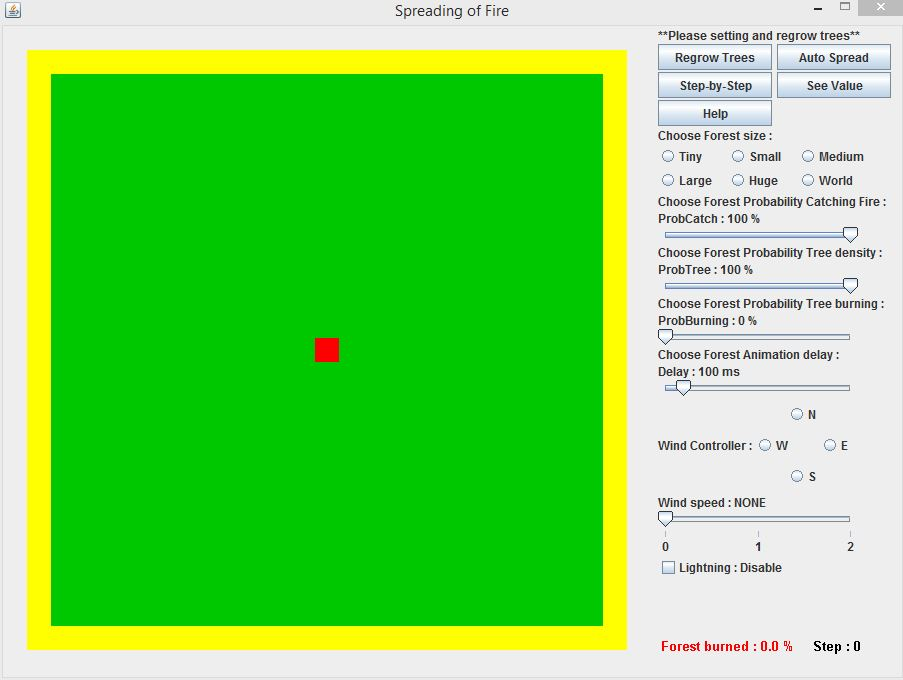 Spreading of Fire
**Please setting and regrow trees**
Regrow Trees Auto Spread
Step-by-Step See Value
Help
Choose Forest size :
Tiny Small Medium
Large Huge World
Choose Forest Probability Catching Fire :
ProbCatch : 100 %
Choose Forest Probability Tree density :
ProbTree : 100 %
Choose Forest Probability Tree burning :
ProbBurning : 0 %
Choose Forest Animation delay :
Delay : 100 ms
N
Wind Controller : W E
S
Wind speed : NONE
0 1 2
Lightning : Disable
Forest burned : 0.0 % Step : 0